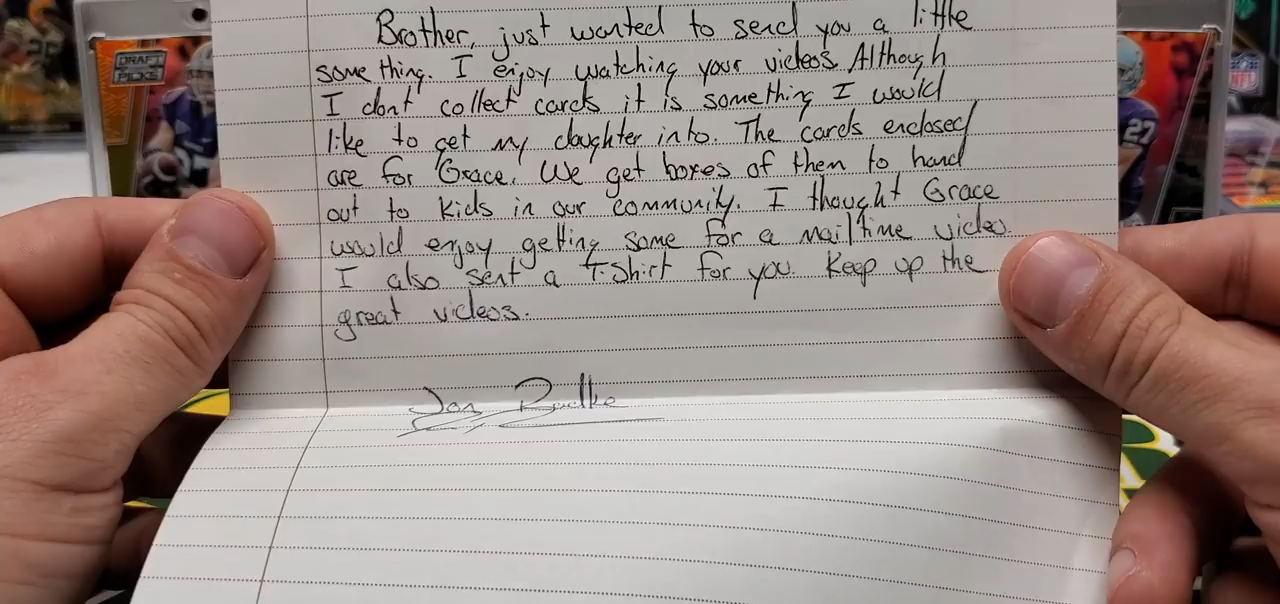 Brother, just wanted to send you a little
something. I enjoy watching your videos. Although
I dont collect cards it is something I would
like to get my daughter into. The cards enclosed
are for Grace. We get boxes of them to hand
out to kids in our community. I thought Grace
would enjoy getting some for a mailtime video.
I also sent a T-shirt for you. Keep up the
great videos.
DRAFT
PICKS
27
NFL
26